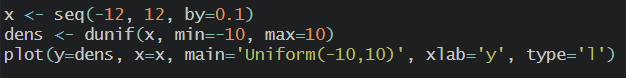 x <- seq(-12, 12, by=0.1)
dens <- dunif(x, min=-10, max=10)
plot(y=dens, x=x, main='Uniform(-10,10)', xlab='y', type='l')